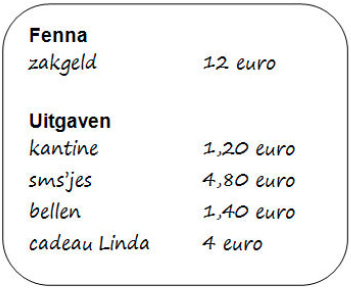 Fenna
zakgeld 12 euro
Uitgaven
kantine 1,20 euro
sms'jes 4,80 euro
bellen 1,40 euro
cadeau Linda 4 euro